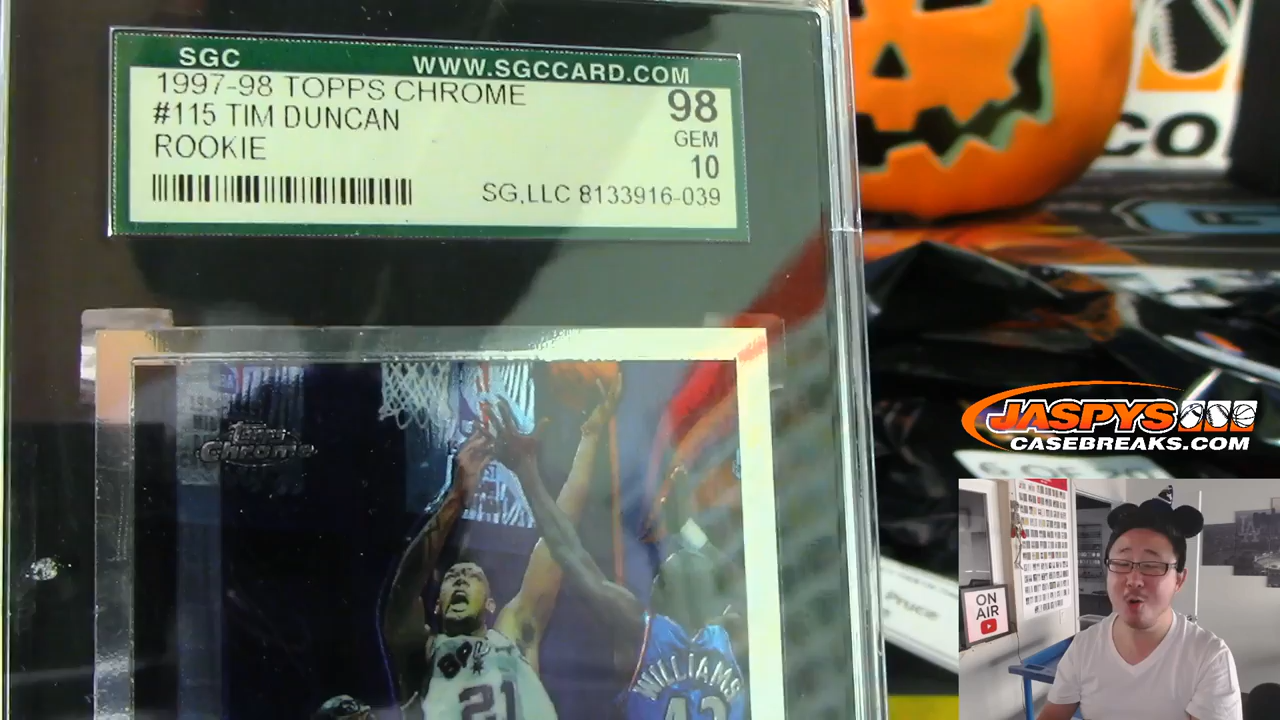 SGC
WWW.SGCCARD.COM
1997-98 TOPPS CHROME
98
#115 TIM DUNCAN
GEM
ROOKIE
10
SG,LLC 8133916-039
CO
Topps
Chrome
WILLIAMS
21
42
JASPYS
CASEBREAKS.COM
ON
AIR